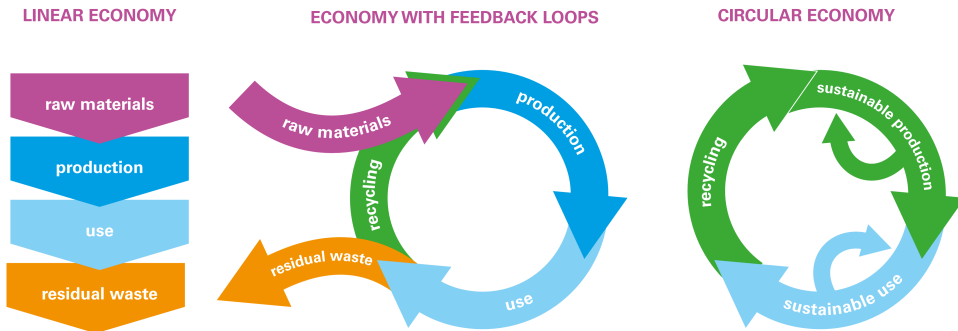 LINEAR ECONOMY
raw materials
production
use
residual waste
ECONOMY WITH FEEDBACK LOOPS
raw materials
production
recycling
residual waste
use
CIRCULAR ECONOMY
sustainable production
recycling
sustainable use